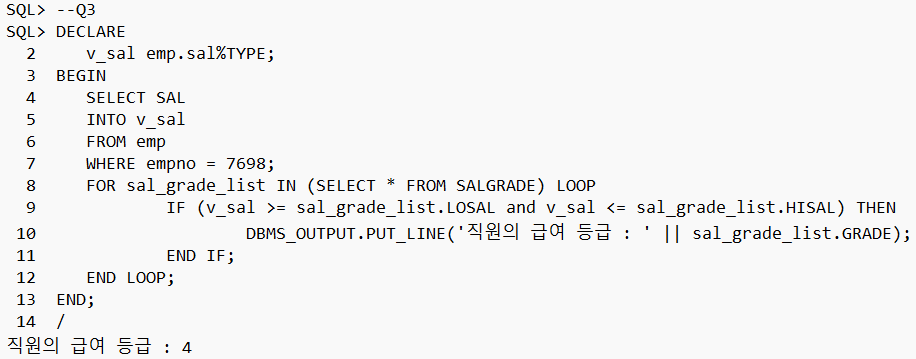 SQL> --Q3
SQL> DECLARE
  2     v_sal emp.sal%TYPE;
  3  BEGIN
  4     SELECT SAL
  5     INTO v_sal
  6     FROM emp
  7     WHERE empno = 7698;
  8     FOR sal_grade_list IN (SELECT * FROM SALGRADE) LOOP
  9             IF (v_sal >= sal_grade_list.LOSAL and v_sal <= sal_grade_list.HISAL) THEN
 10                     DBMS_OUTPUT.PUT_LINE('직원의 급여 등급 : ' || sal_grade_list.GRADE);
 11             END IF;
 12     END LOOP;
 13  END;
 14  /
직원의 급여 등급 : 4